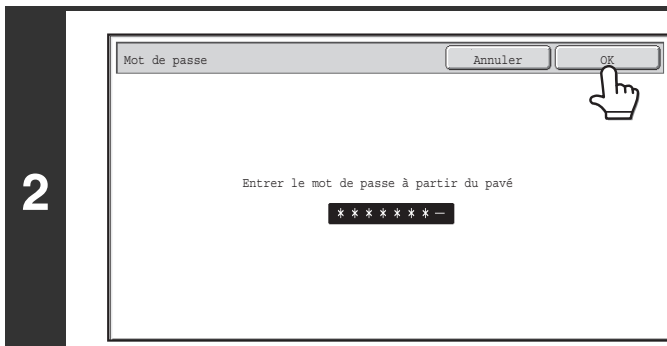 2
Mot de passe
Annuler
OK
Entrer le mot de passe à partir du pavé
*******—